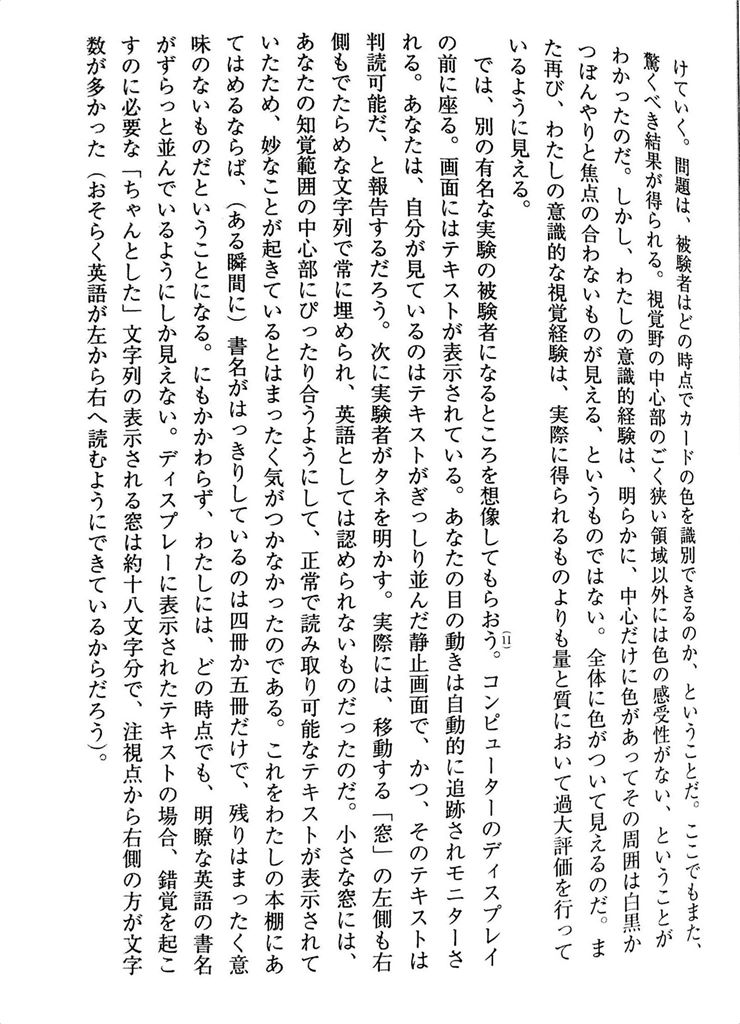 けていく。問題は、被験者はどの時点でカードの色を識別できるのか、ということだ。ここでもまた、
驚くべき結果が得られる。視覚野の中心部のごく狭い領域以外には色の感受性がない、ということが
わかったのだ。しかし、わたしの意識的経験は、明らかに、中心だけに色があってその周囲は白黒か
つぼんやりと焦点の合わないものが見える、というものではない。全体に色がついて見えるのだ。ま
た再び、わたしの意識的な視覚経験は、実際に得られるものよりも量と質において過大評価を行って
いるように見える。
では、別の有名な実験の被験者になるところを想像してもらおう(11)。コンピューターのディスプレイ
の前に座る。画面にはテキストが表示されている。あなたの目の動きは自動的に追跡されモニターさ
れる。あなたは、自分が見ているのはテキストがぎっしり並んだ静止画面で、かつ、そのテキストは
判読可能だ、と報告するだろう。次に実験者がタネを明かす。実際には、移動する「窓」の左側も右
側もでたらめな文字列で常に埋められ、英語としては認められないものだったのだ。小さな窓には、
あなたの知覚範囲の中心部にぴったり合うようにして、正常で読み取り可能なテキストが表示されて
いたため、妙なことが起きているとはまったく気がつかなかったのである。これをわたしの本棚にあ
てはめるならば、(ある瞬間に)書名がはっきりしているのは四冊か五冊だけで、残りはまったく意
味のないものだということになる。にもかかわらず、わたしには、どの時点でも、明瞭な英語の書名
がずらっと並んでいるようにしか見えない。ディスプレーに表示されたテキストの場合、錯覚を起こ
すのに必要な「ちゃんとした」文字列の表示される窓は約十八文字分で、注視点から右側の方が文字
数が多かった(おそらく英語が左から右へ読むようにできているからだろう)。